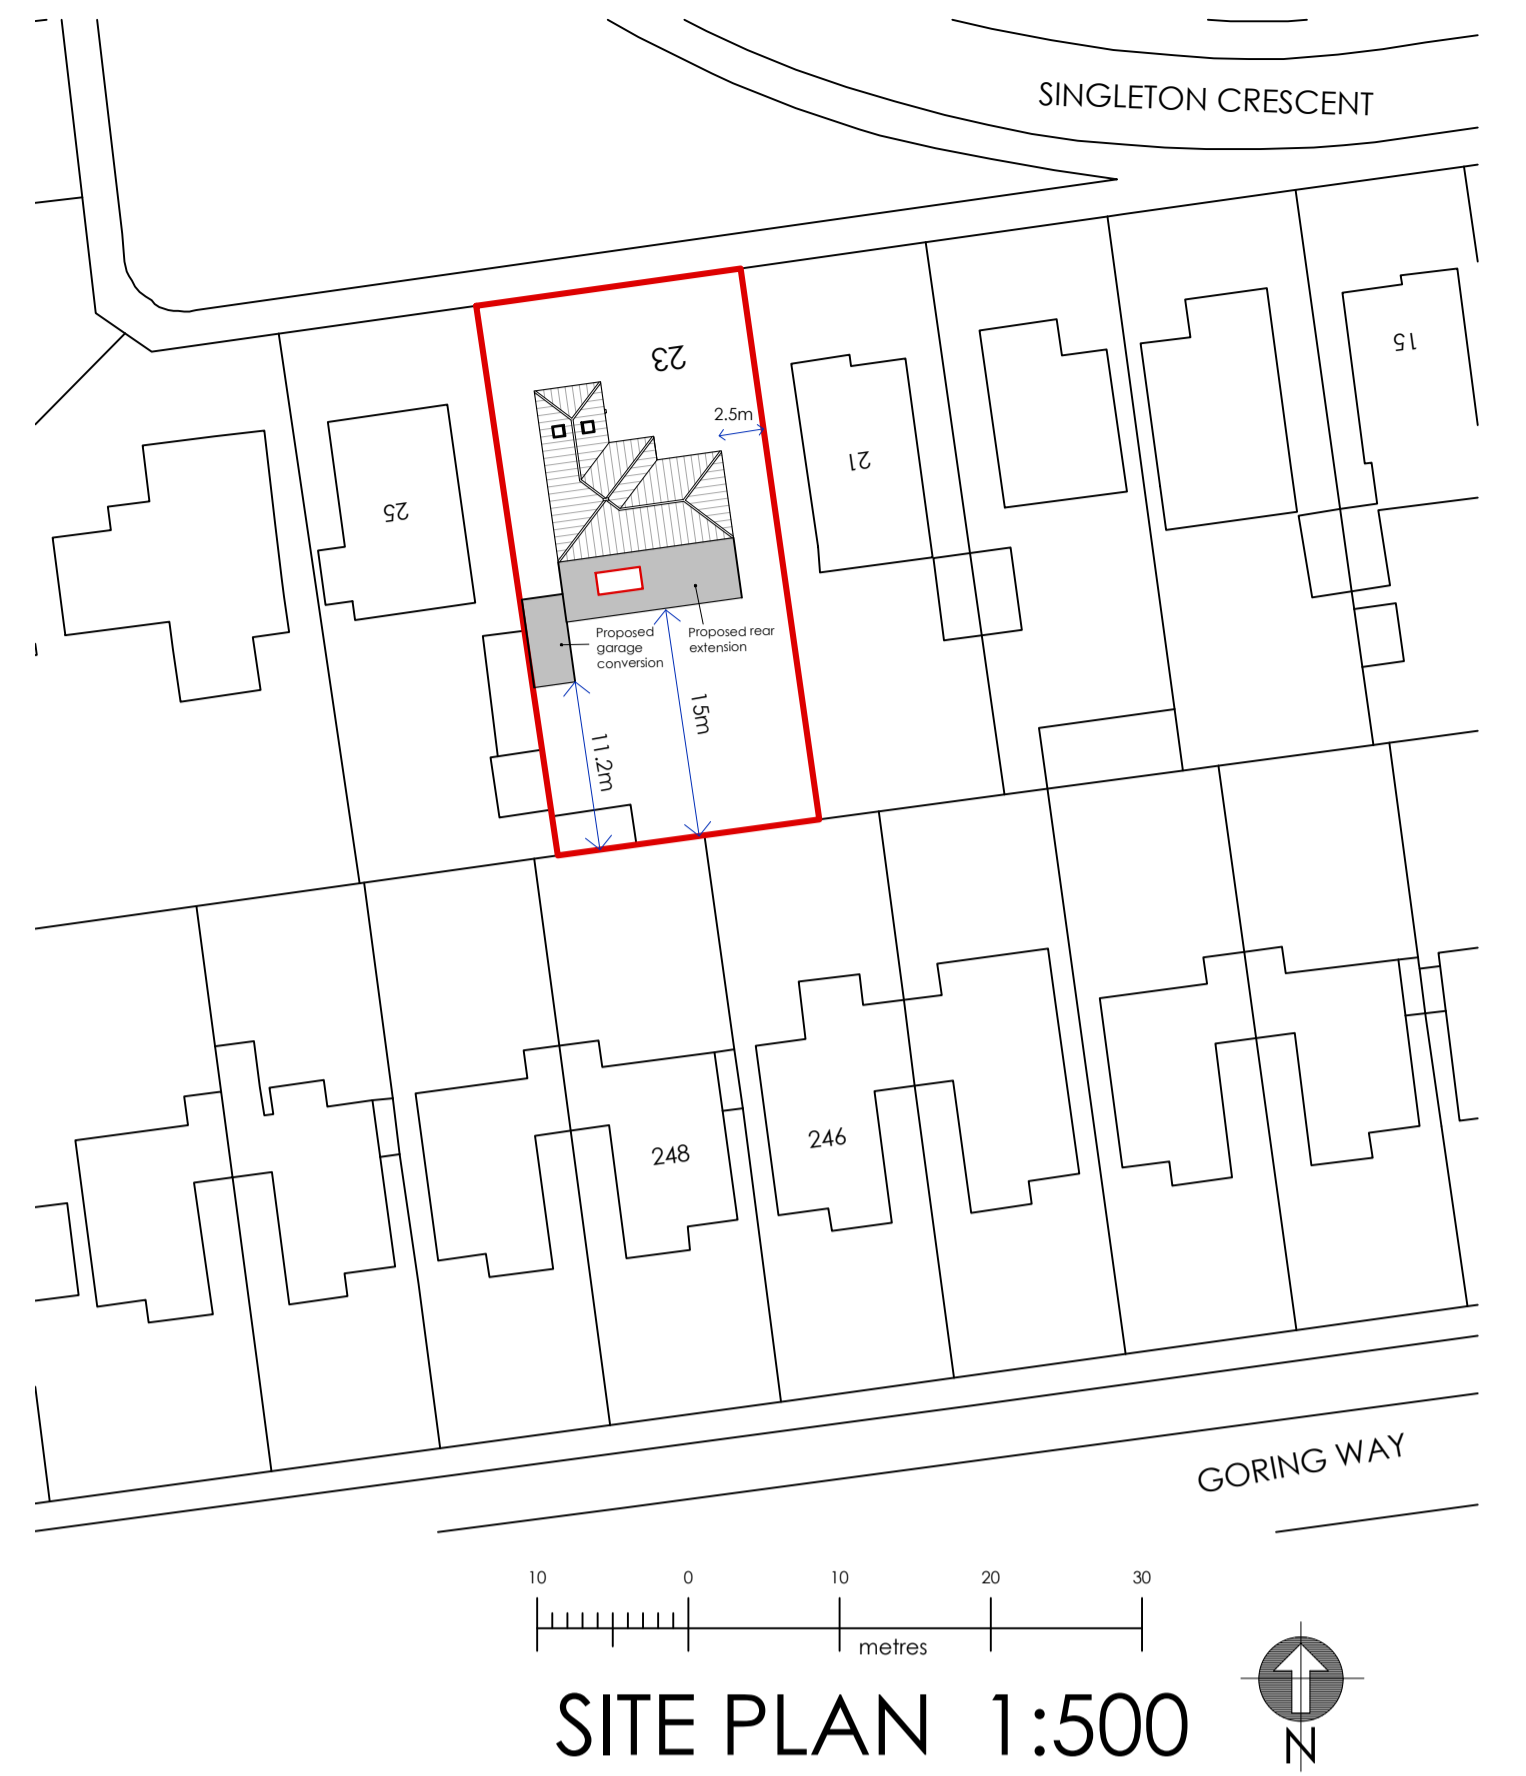 SINGLETON CRESCENT
23
2.5m
15
21
25
Proposed
garage
conversion
Proposed rear
extension
15m
11.2m
248
246
GORING WAY
10 0 10 20 30
metres
SITE PLAN 1:500
N